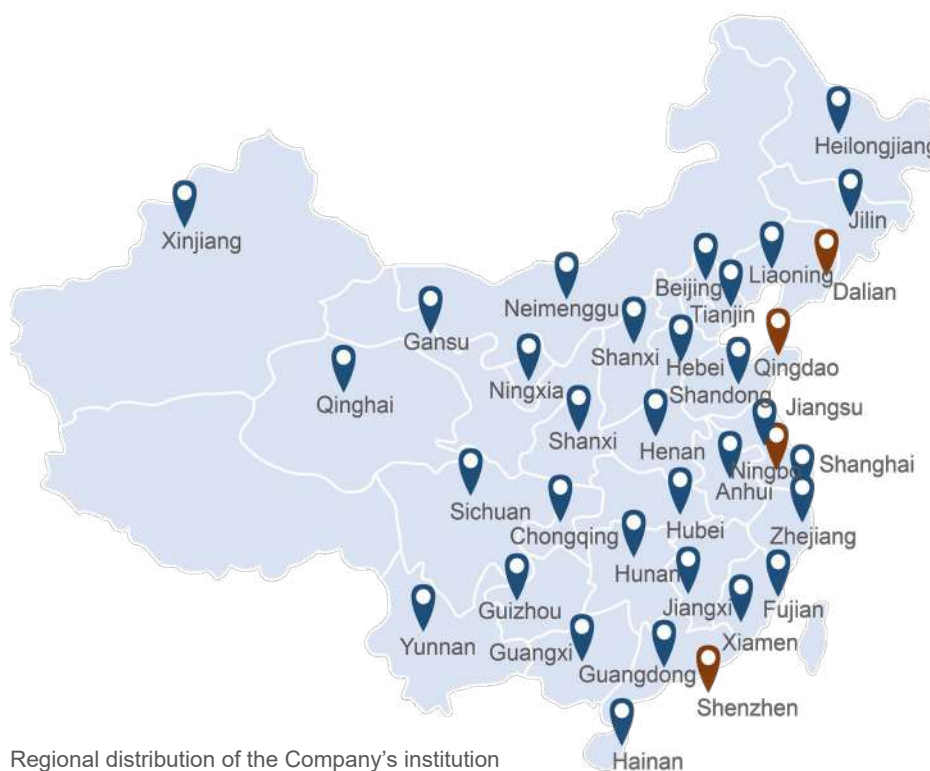 Heilongjiang
Jilin
Xinjiang
Liaoning
Beijing
Dalian
Neimenggu
Tianjin
Gansu
Shanxi
Hebei
Qingdao
Ningxia
Qinghai
Shandong
Jiangsu
Shanxi
Henan
Shanghai
Ningbo
Anhui
Sichuan
Hubei
Chongqing
Zhejiang
Hunan
Guizhou
Jiangxi
Fujian
Yunnan
Xiamen
Guangxi
Guangdong
Shenzhen
Regional distribution of the Company’s institution
Hainan